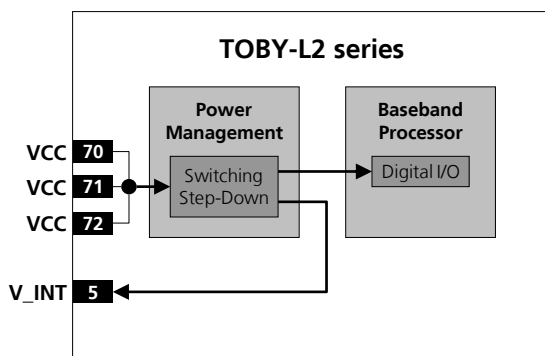 TOBY-L2 series
Power
Management
Baseband
Processor
VCC 70
VCC 71
VCC 72
Switching
Step-Down
Digital I/O
V_INT 5